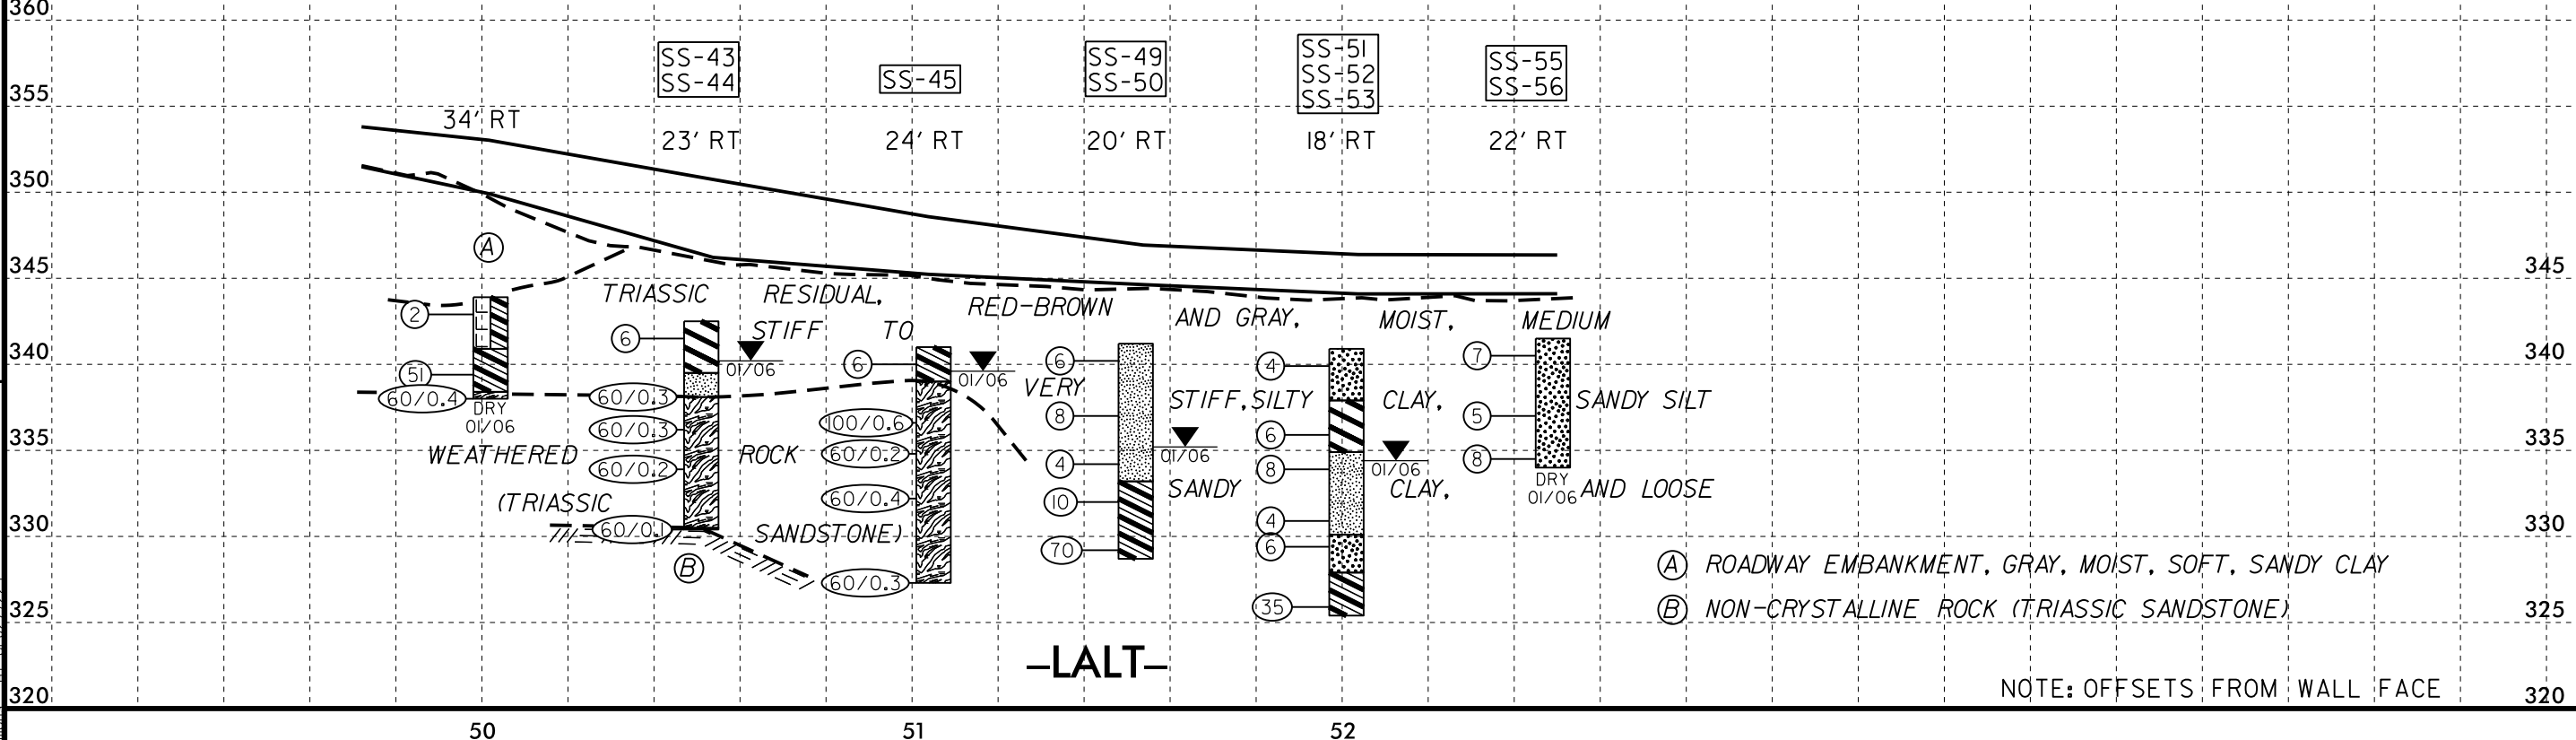 360
SS-43
SS-44
SS-45
SS-49
SS-50
SS-51
SS-52
SS-53
SS-55
SS-56
355
34' RT
23' RT
24' RT
20' RT
18' RT
22' RT
350
A
345
345
TRIASSIC RESIDUAL, RED-BROWN AND GRAY, MOIST, MEDIUM
STIFF TO VERY STIFF, SILTY CLAY, SANDY SILT
SANDY CLAY, AND LOOSE
340
340
2
51
60/0.4
DRY
01/06
6
60/0.3
60/0.3
60/0.2
60/0.1
01/06
6
100/0.6
60/0.2
60/0.4
60/0.3
01/06
6
8
4
10
70
01/06
4
6
8
4
6
35
01/06
7
5
8
DRY
01/06
335
335
WEATHERED ROCK
(TRIASSIC SANDSTONE)
330
330
B
A ROADWAY EMBANKMENT, GRAY, MOIST, SOFT, SANDY CLAY
B NON-CRYSTALLINE ROCK (TRIASSIC SANDSTONE)
325
325
-LALT-
NOTE: OFFSETS FROM WALL FACE
320
320
50
51
52